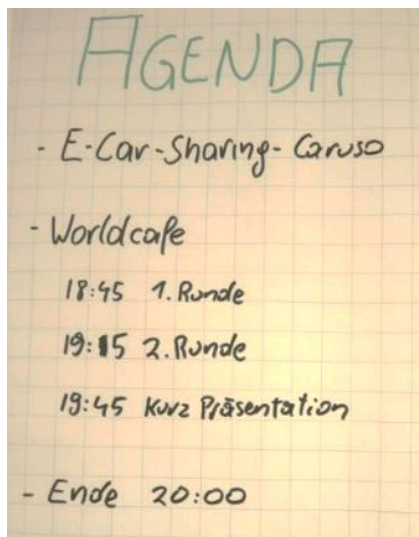 AGENDA
- E-Car-Sharing-Caruso
- Worldcafe
18:45 1. Runde
19:15 2. Runde
19:45 Kurz Präsentation
- Ende 20:00